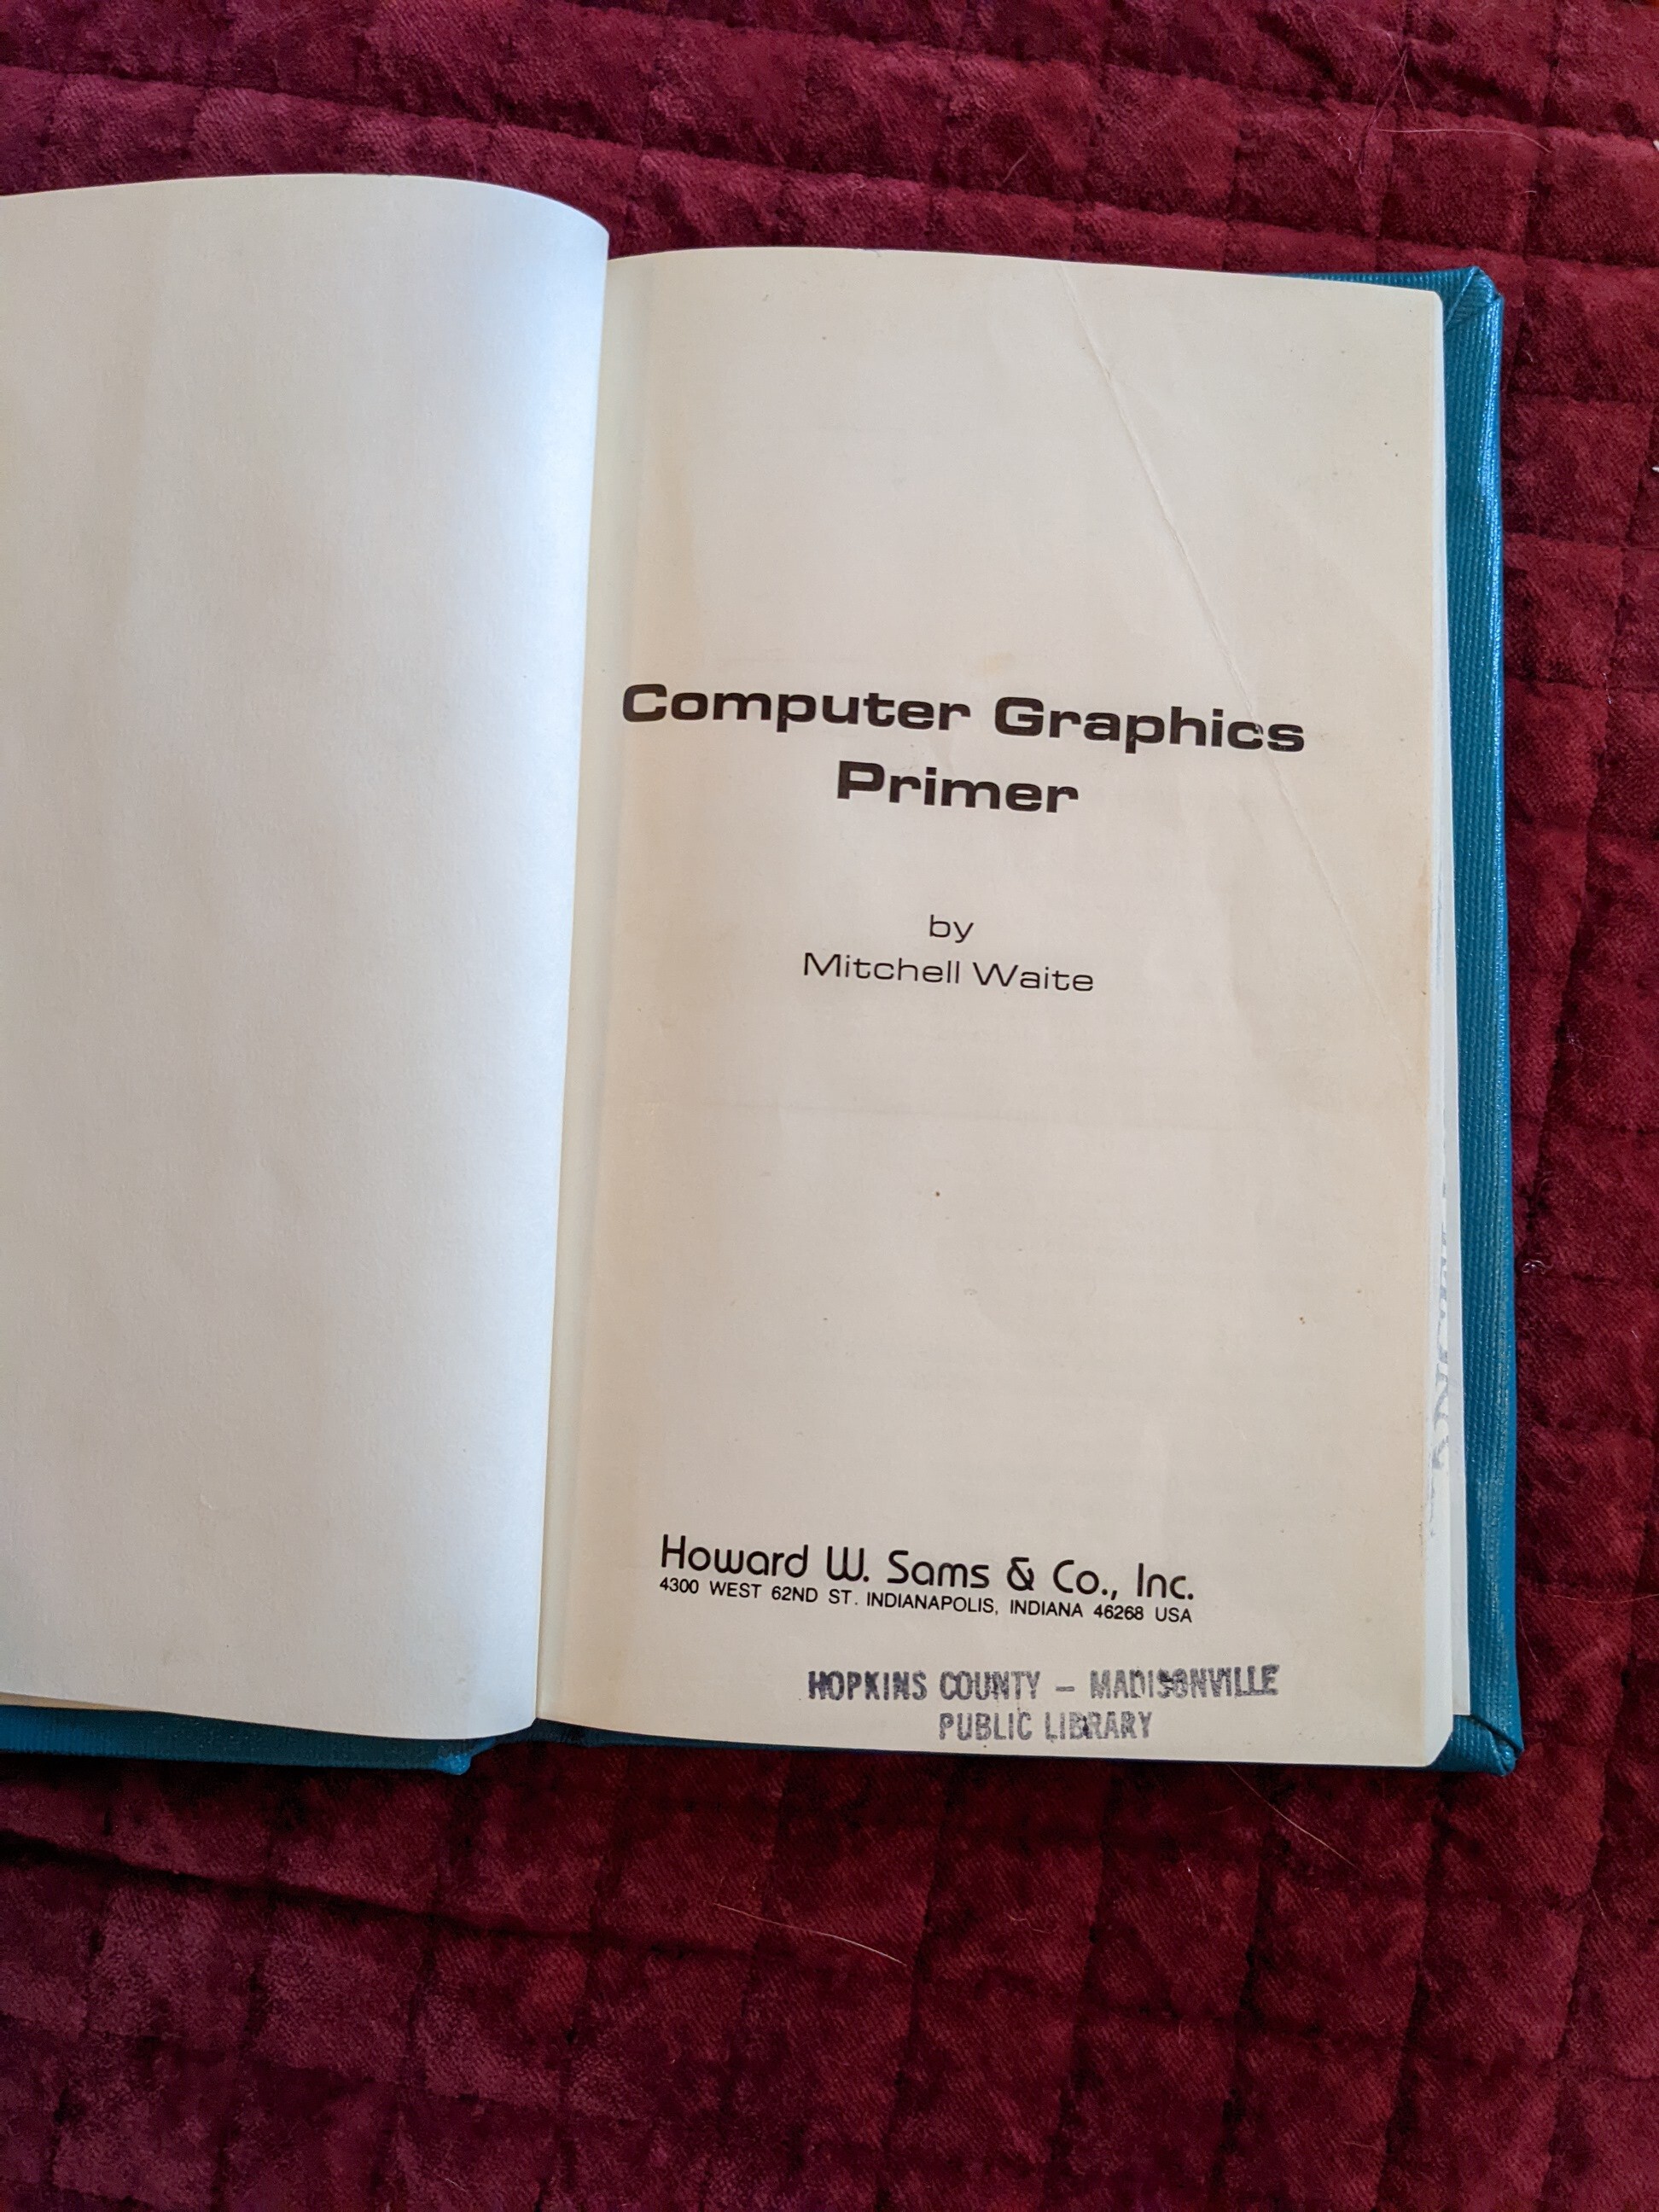 Computer Graphics
Primer
by
Mitchell Waite
Howard W. Sams & Co., Inc.
4300 WEST 62ND ST. INDIANAPOLIS, INDIANA 46268 USA
HOPKINS COUNTY – MADISONVILLE
PUBLIC LIBRARY